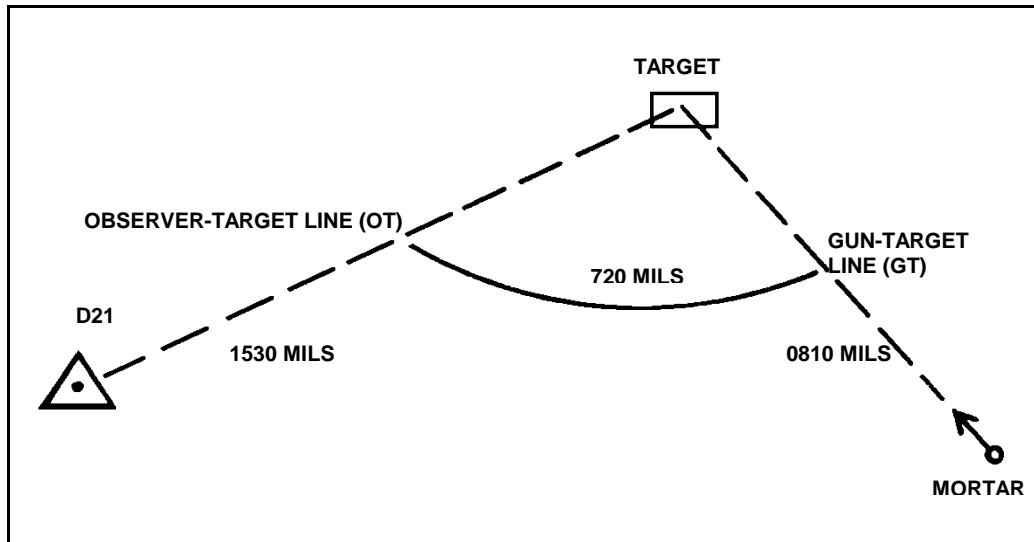 TARGET
OBSERVER-TARGET LINE (OT)
GUN-TARGET
LINE (GT)
720 MILS
D21
1530 MILS
0810 MILS
MORTAR